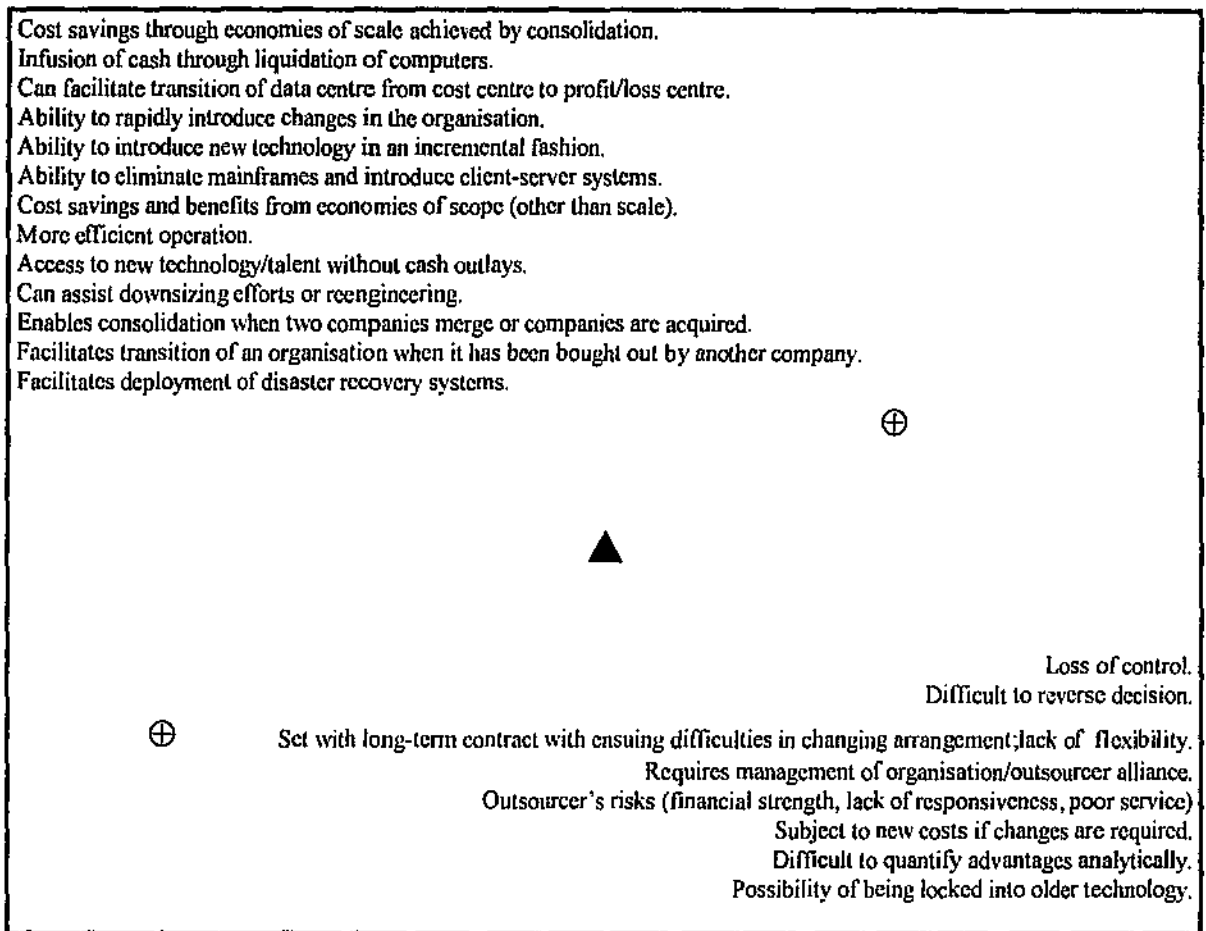 Cost savings through economies of scale achieved by consolidation.
Infusion of cash through liquidation of computers.
Can facilitate transition of data centre from cost centre to profit/loss centre.
Ability to rapidly introduce changes in the organisation.
Ability to introduce new technology in an incremental fashion.
Ability to eliminate mainframes and introduce client-server systems.
Cost savings and benefits from economies of scope (other than scale).
More efficient operation.
Access to new technology/talent without cash outlays.
Can assist downsizing efforts or reengineering.
Enables consolidation when two companies merge or companies are acquired.
Facilitates transition of an organisation when it has been bought out by another company.
Facilitates deployment of disaster recovery systems.
Loss of control.
Difficult to reverse decision.
Set with long-term contract with ensuing difficulties in changing arrangement;lack of flexibility.
Requires management of organisation/outsourcer alliance.
Outsourcer's risks (financial strength, lack of responsiveness, poor service)
Subject to new costs if changes are required.
Difficult to quantify advantages analytically.
Possibility of being locked into older technology.